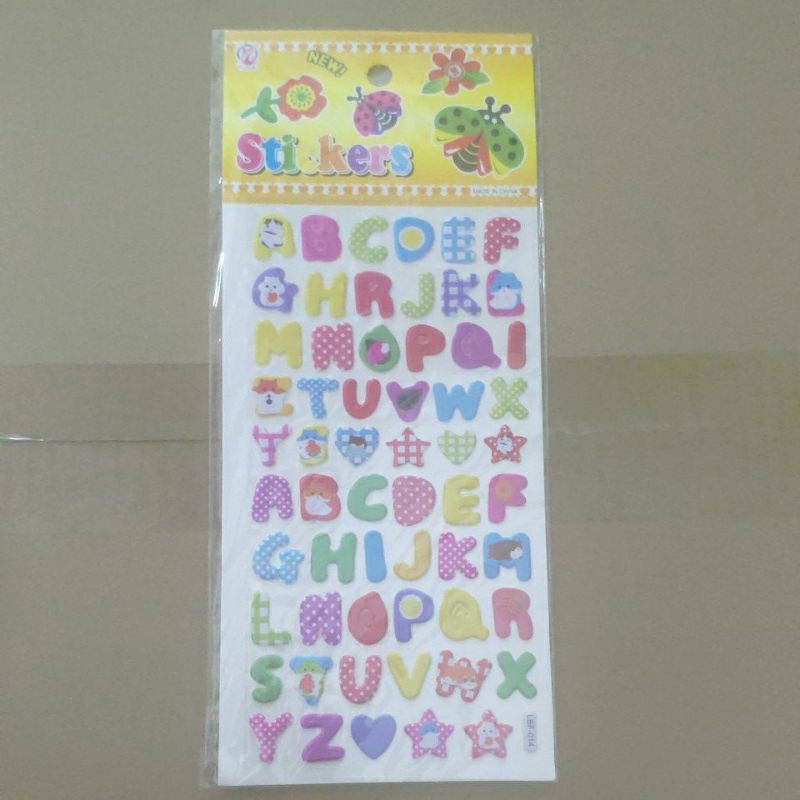 NEW!
Stickers
MADE IN CHINA
A B C D E F
G H R J K
M N O P Q I
S T U V W X
Y Z
A B C D E F
G H I J K M
L N O P Q R
S T U V W X
Y Z